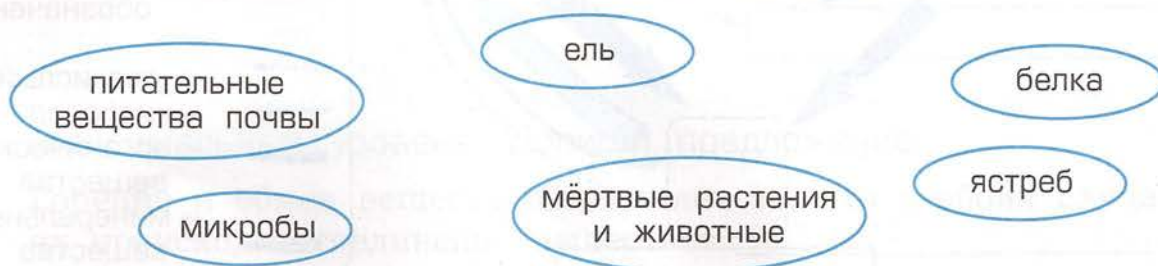 ель
питательные
вещества почвы
белка
ястреб
мёртвые растения
и животные
микробы